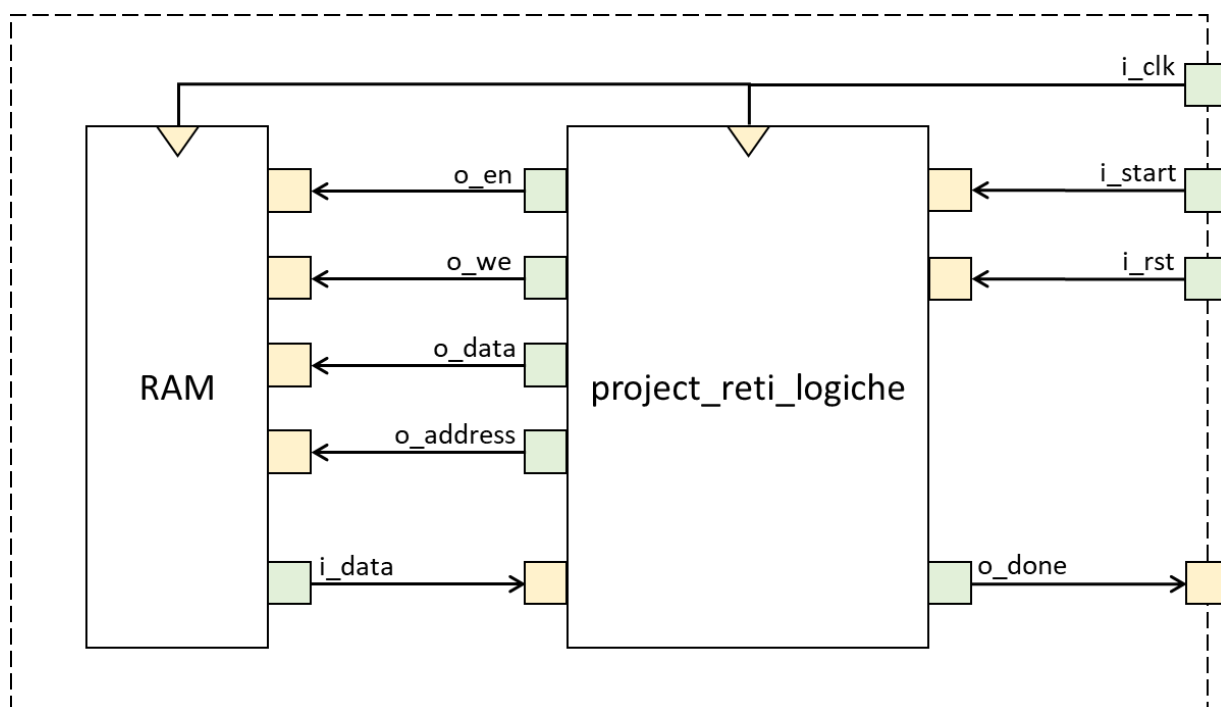 i_clk
o_en
i_start
o_we
i_rst
o_data
RAM
project_reti_logiche
o_address
i_data
o_done